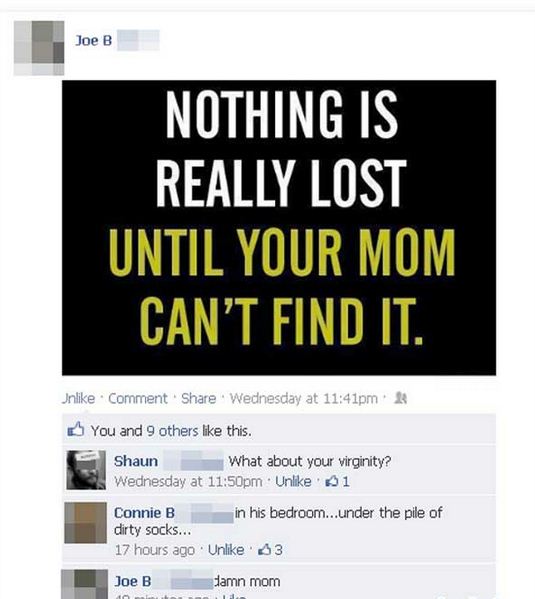 Joe B
NOTHING IS
REALLY LOST
UNTIL YOUR MOM
CAN'T FIND IT.
Unlike · Comment · Share · Wednesday at 11:41pm ·
You and 9 others like this.
Shaun What about your virginity?
Wednesday at 11:50pm · Unlike · 1
Connie B in his bedroom...under the pile of
dirty socks...
17 hours ago · Unlike · 3
Joe B damn mom